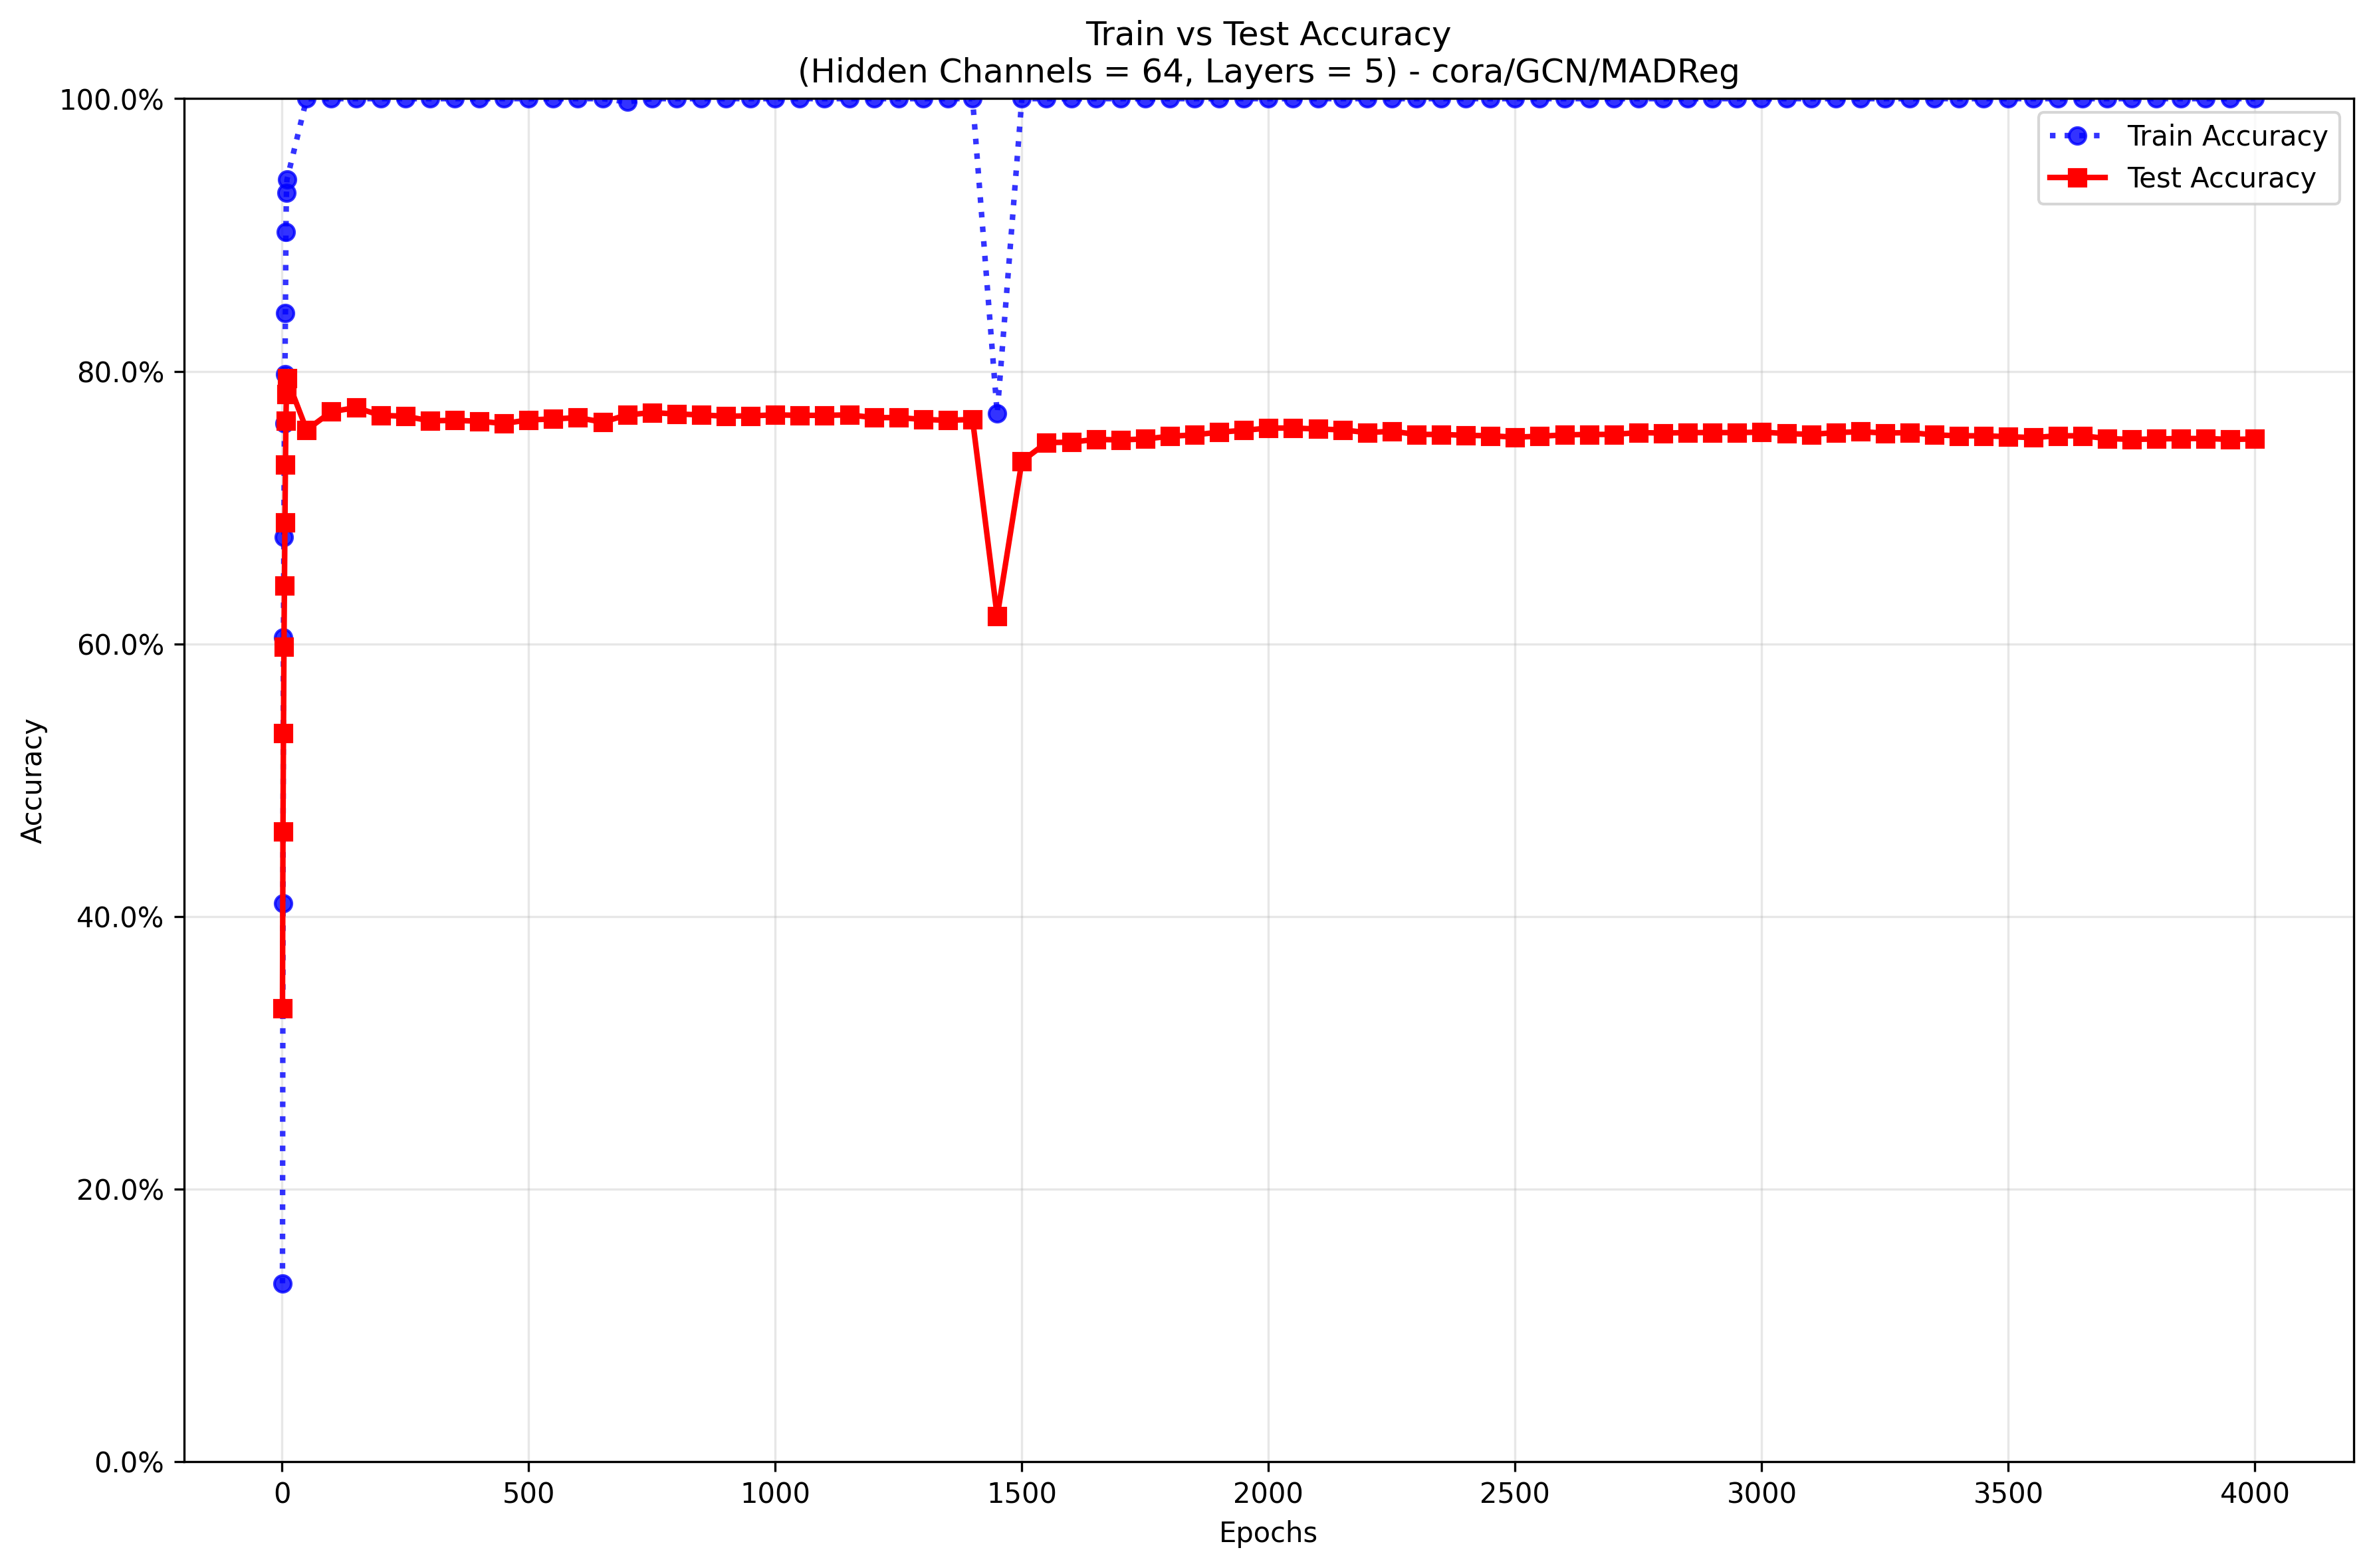 Train vs Test Accuracy
(Hidden Channels = 64, Layers = 5) - cora/GCN/MADReg
100.0%
80.0%
60.0%
40.0%
20.0%
0.0%
Accuracy
Train Accuracy
Test Accuracy
0 500 1000 1500 2000 2500 3000 3500 4000
Epochs